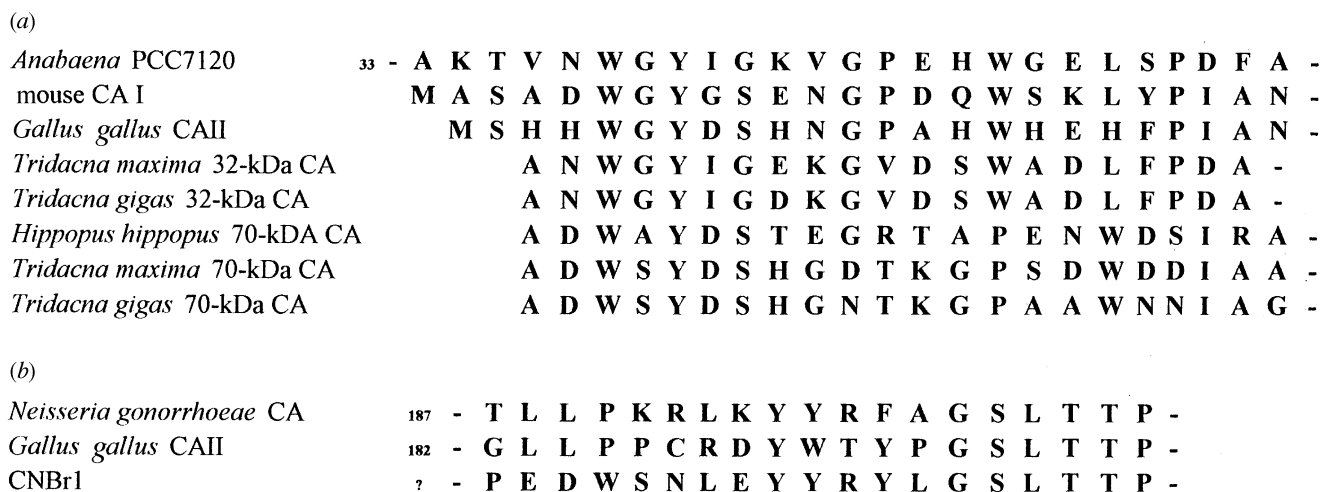 (a)
Anabaena PCC7120 33 - A K T V N W G Y I G K V G P E H W G E L S P D F A -
mouse CA I M A S A D W G Y G S E N G P D Q W S K L Y P I A N -
Gallus gallus CAII M S H H W G Y D S H N G P A H W H E H F P I A N -
Tridacna maxima 32-kDa CA A N W G Y I G E K G V D S W A D L F P D A -
Tridacna gigas 32-kDa CA A N W G Y I G D K G V D S W A D L F P D A -
Hippopus hippopus 70-kDA CA A D W A Y D S T E G R T A P E N W D S I R A -
Tridacna maxima 70-kDa CA A D W S Y D S H G D T K G P S D W D D I A A -
Tridacna gigas 70-kDa CA A D W S Y D S H G N T K G P A A W N N I A G -
(b)
Neisseria gonorrhoeae CA 187 - T L L P K R L K Y Y R F A G S L T T P -
Gallus gallus CAII 182 - G L L P P C R D Y W T Y P G S L T T P -
CNBr1 ? - P E D W S N L E Y Y R Y L G S L T T P -